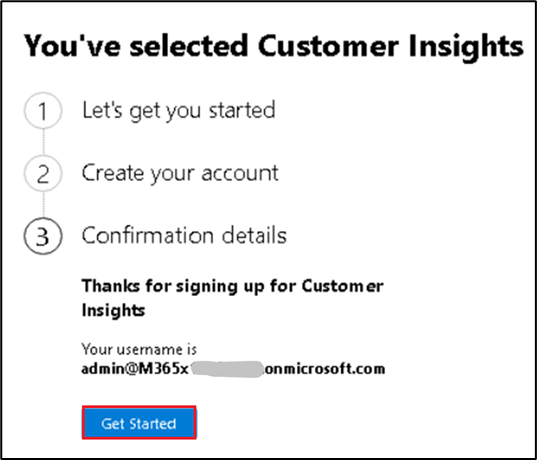 You've selected Customer Insights
1 Let's get you started
2 Create your account
3 Confirmation details
Thanks for signing up for Customer
Insights
Your username is
admin@M365x onmicrosoft.com
Get Started